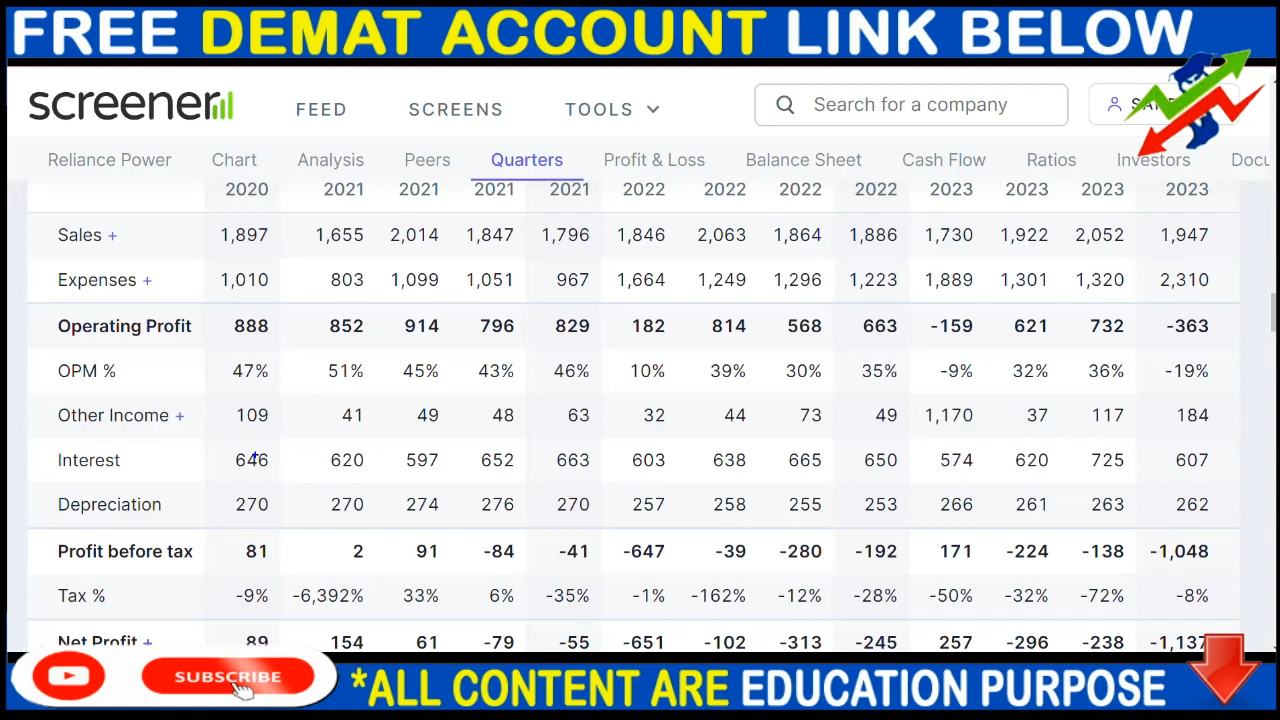 FREE DEMAT ACCOUNT LINK BELOW
screener FEED SCREENS TOOLS Search for a company
Reliance Power Chart Analysis Peers Quarters Profit & Loss Balance Sheet Cash Flow Ratios Investors Docu
2020 2021 2021 2021 2021 2022 2022 2022 2022 2023 2023 2023 2023
Sales + 1,897 1,655 2,014 1,847 1,796 1,846 2,063 1,864 1,886 1,730 1,922 2,052 1,947
Expenses + 1,010 803 1,099 1,051 967 1,664 1,249 1,296 1,223 1,889 1,301 1,320 2,310
Operating Profit 888 852 914 796 829 182 814 568 663 -159 621 732 -363
OPM % 47% 51% 45% 43% 46% 10% 39% 30% 35% -9% 32% 36% -19%
Other Income + 109 41 49 48 63 32 44 73 49 1,170 37 117 184
Interest 646 620 597 652 663 603 638 665 650 574 620 725 607
Depreciation 270 270 274 276 270 257 258 255 253 266 261 263 262
Profit before tax 81 2 91 -84 -41 -647 -39 -280 -192 171 -224 -138 -1,048
Tax % -9% -6,392% 33% 6% -35% -1% -162% -12% -28% -50% -32% -72% -8%
Net Profit + 89 154 61 -79 -55 -651 -102 -313 -245 257 -296 -238 -1,137
SUBSCRIBE
*ALL CONTENT ARE EDUCATION PURPOSE